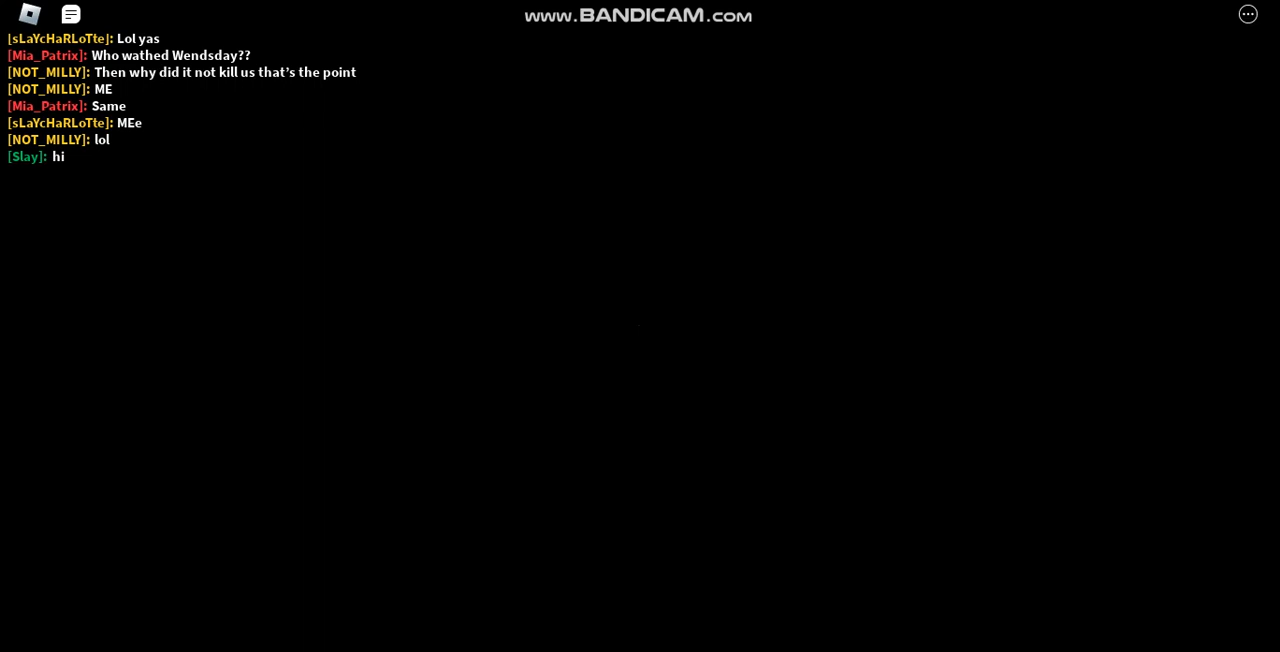 www.BANDICAM.com
[sLaYcHaRLoTte]: Lol yas
[Mia_Patrix]: Who wathed Wendsday??
[NOT_MILLY]: Then why did it not kill us that’s the point
[NOT_MILLY]: ME
[Mia_Patrix]: Same
[sLaYcHaRLoTte]: MEe
[NOT_MILLY]: lol
[Slay]: hi